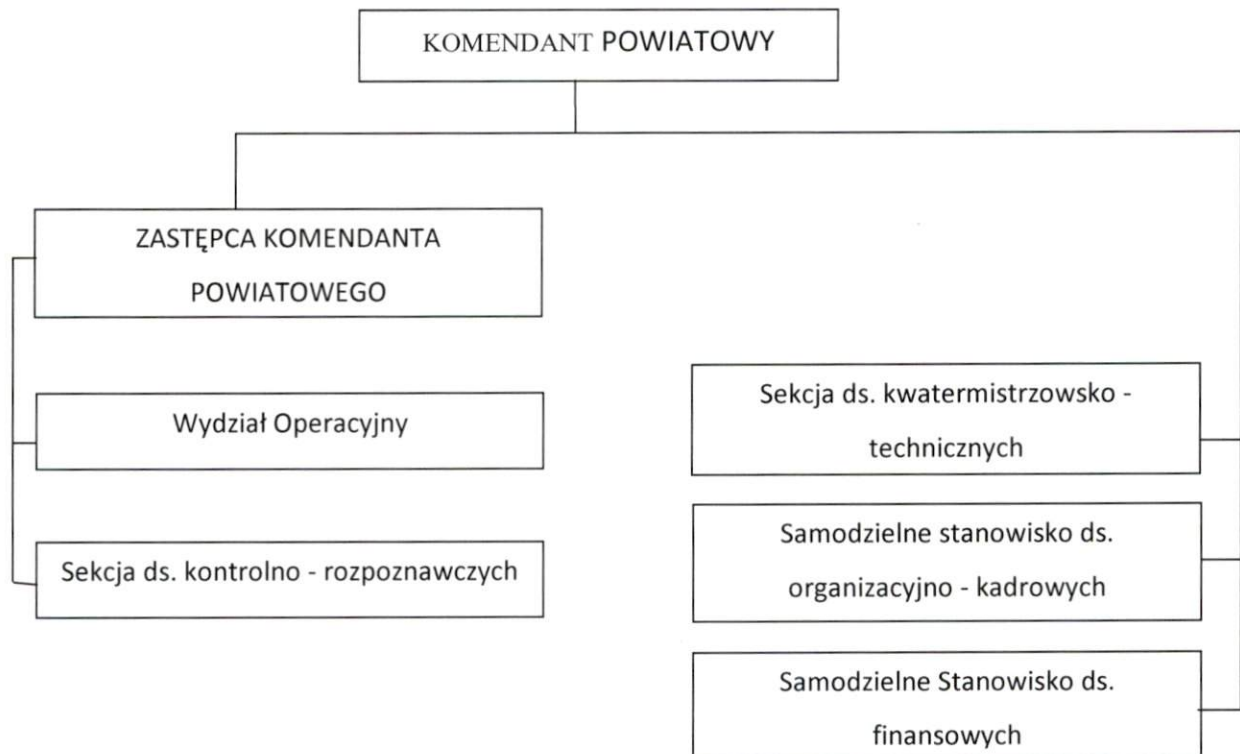 KOMENDANT POWIATOWY
ZASTĘPCA KOMENDANTA
POWIATOWEGO
Wydział Operacyjny
Sekcja ds. kontrolno - rozpoznawczych
Sekcja ds. kwatermistrzowsko -
technicznych
Samodzielne stanowisko ds.
organizacyjno - kadrowych
Samodzielne Stanowisko ds.
finansowych